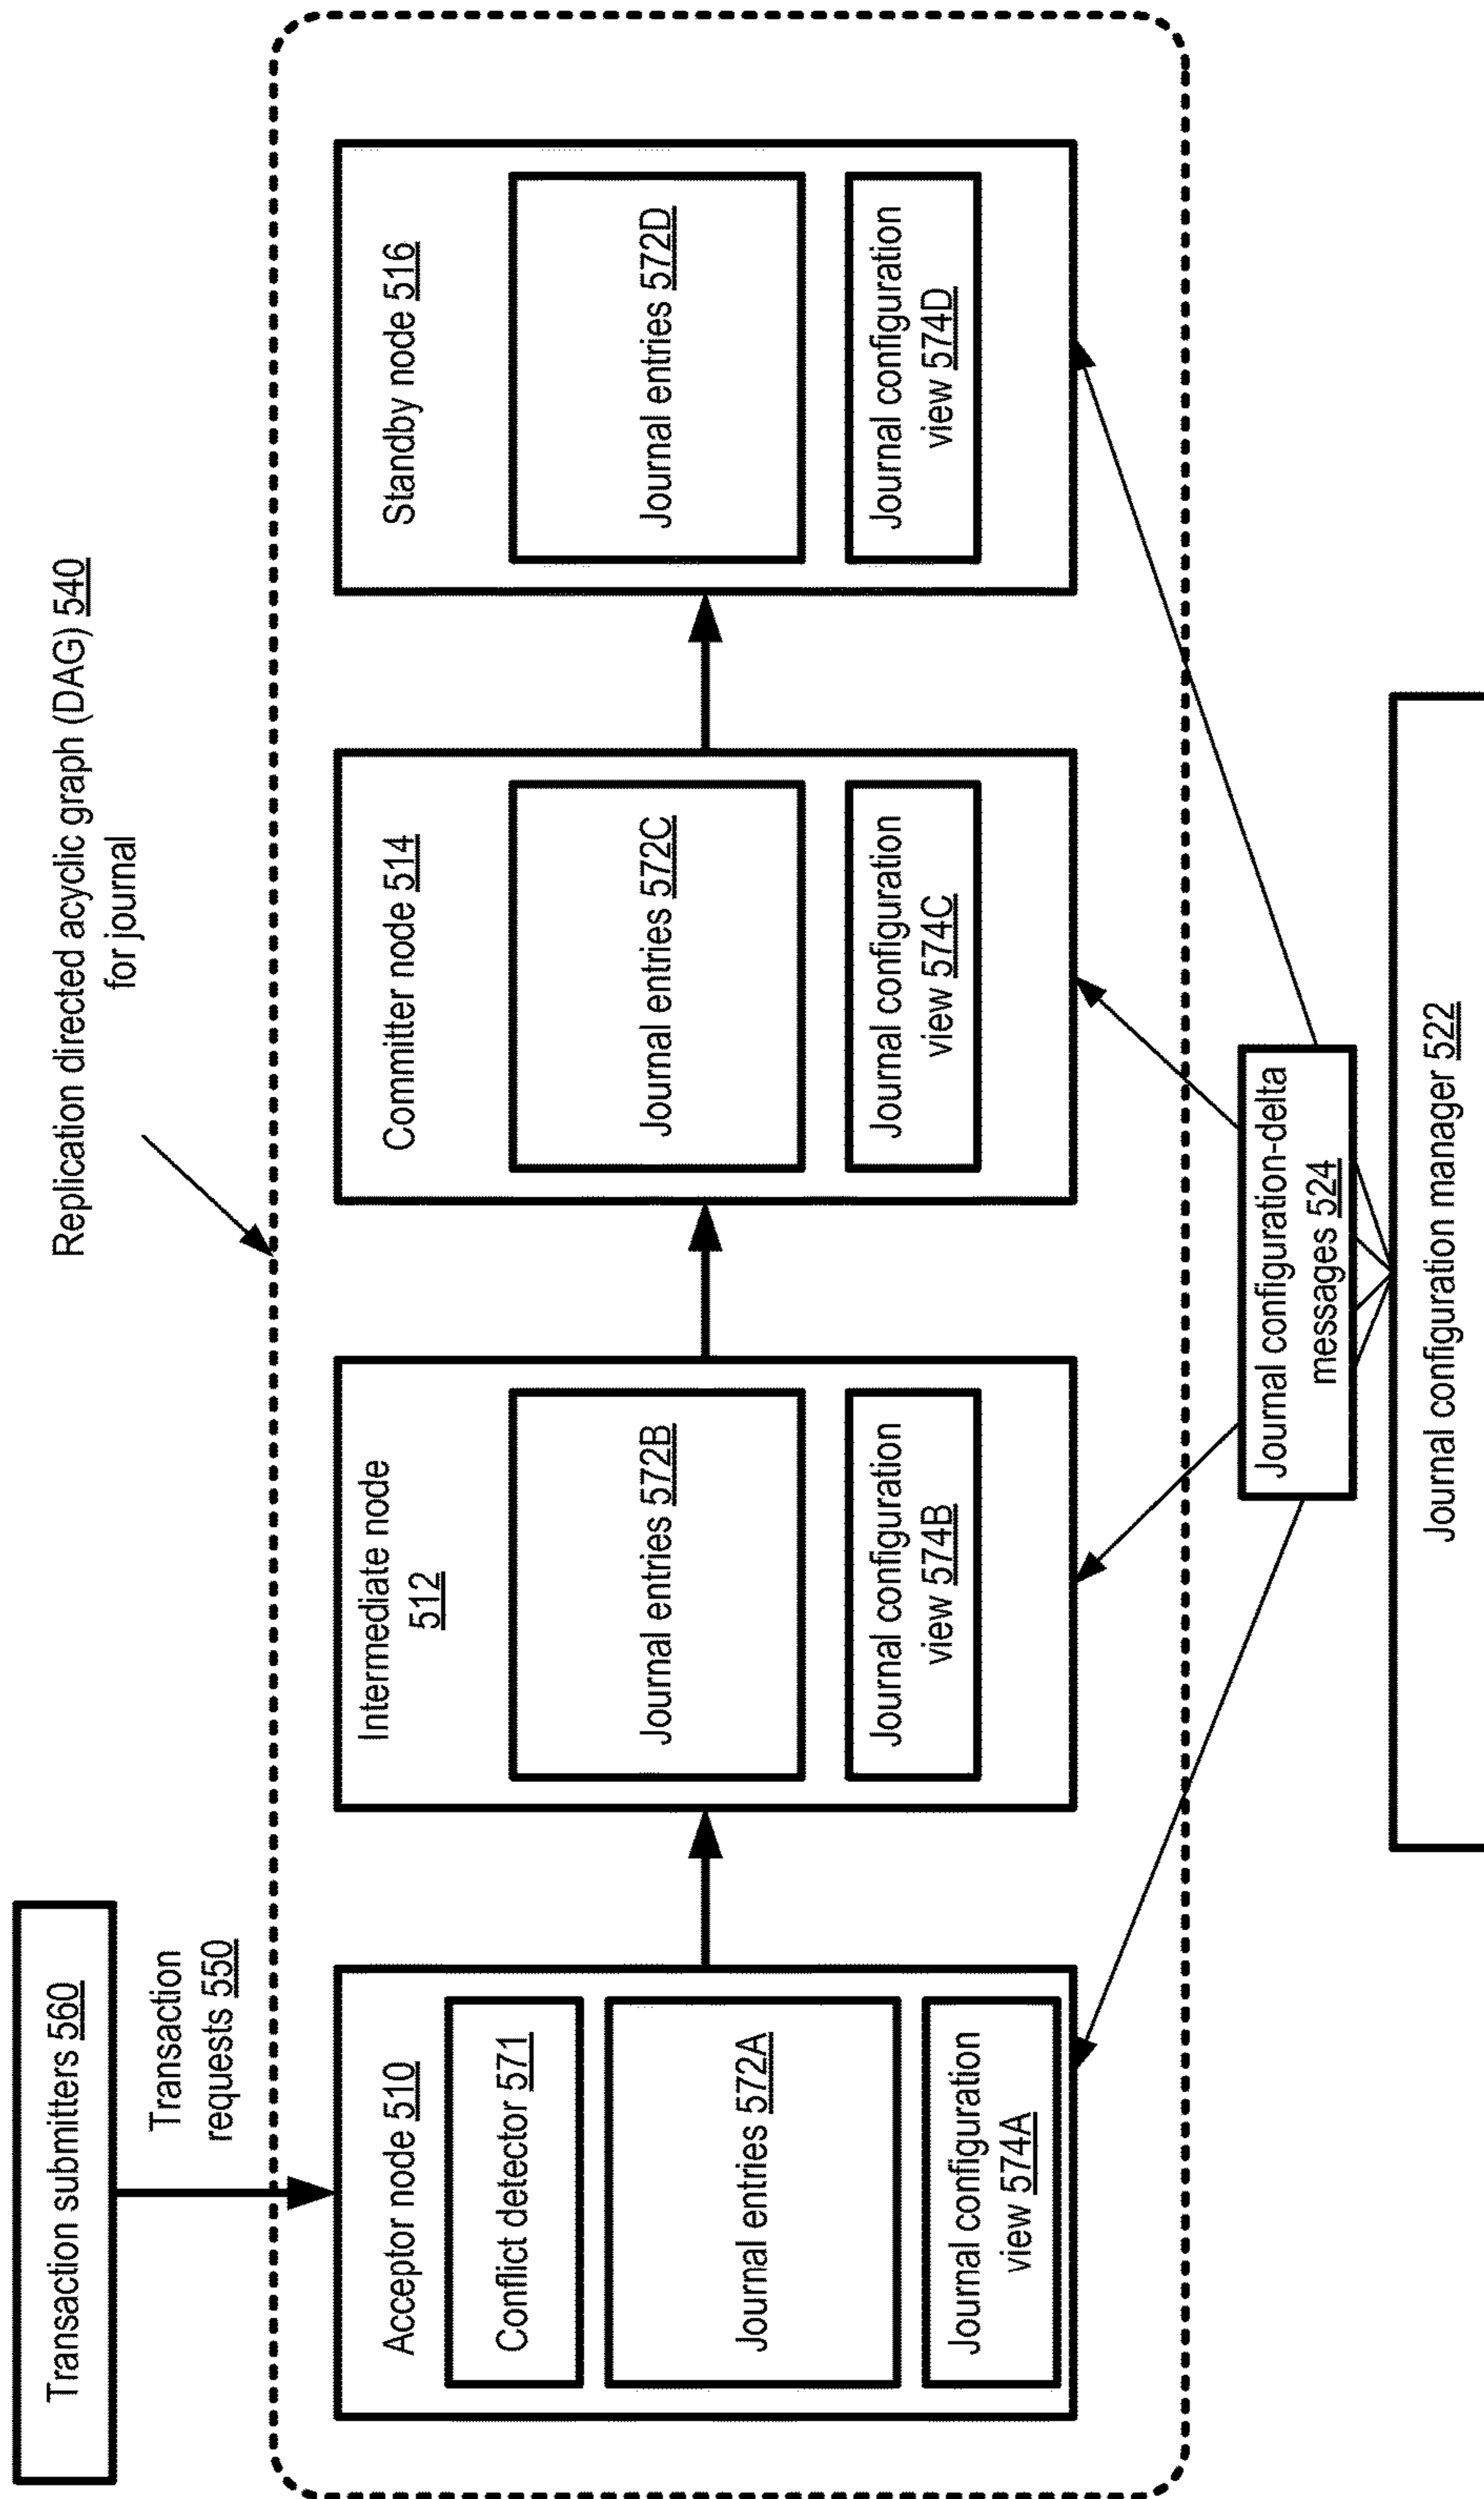 Transaction submitters 560
Transaction
requests 550
Replication directed acyclic graph (DAG) 540
for journal
Acceptor node 510
Conflict detector 571
Journal entries 572A
Journal configuration
view 574A
Intermediate node
512
Journal entries 572B
Journal configuration
view 574B
Committer node 514
Journal entries 572C
Journal configuration
view 574C
Standby node 516
Journal entries 572D
Journal configuration
view 574D
Journal configuration-delta
messages 524
Journal configuration manager 522